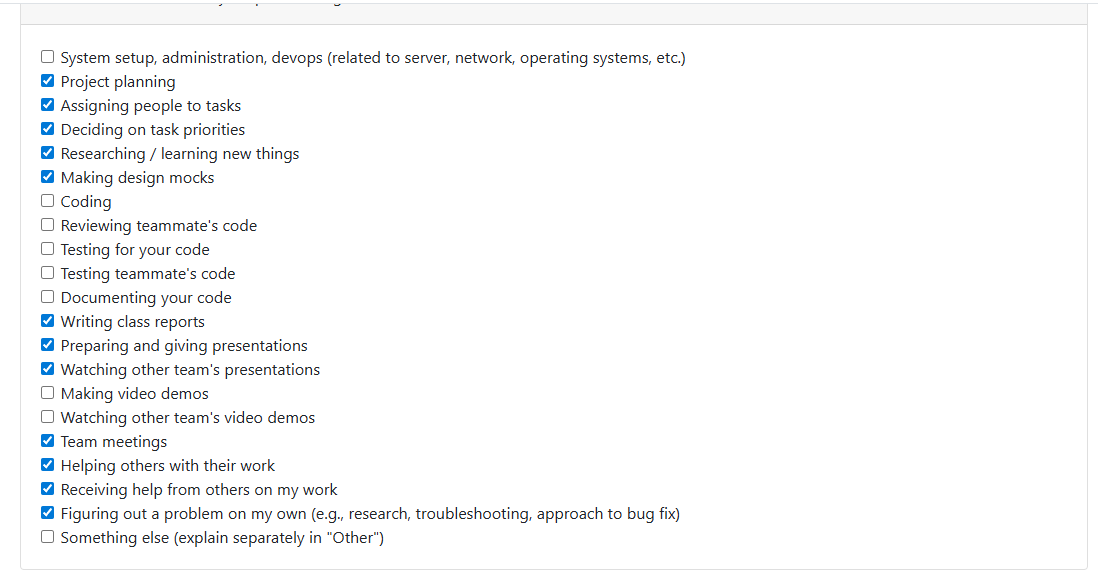 System setup, administration, devops (related to server, network, operating systems, etc.)
Project planning
Assigning people to tasks
Deciding on task priorities
Researching / learning new things
Making design mocks
Coding
Reviewing teammate's code
Testing for your code
Testing teammate's code
Documenting your code
Writing class reports
Preparing and giving presentations
Watching other team's presentations
Making video demos
Watching other team's video demos
Team meetings
Helping others with their work
Receiving help from others on my work
Figuring out a problem on my own (e.g., research, troubleshooting, approach to bug fix)
Something else (explain separately in "Other")